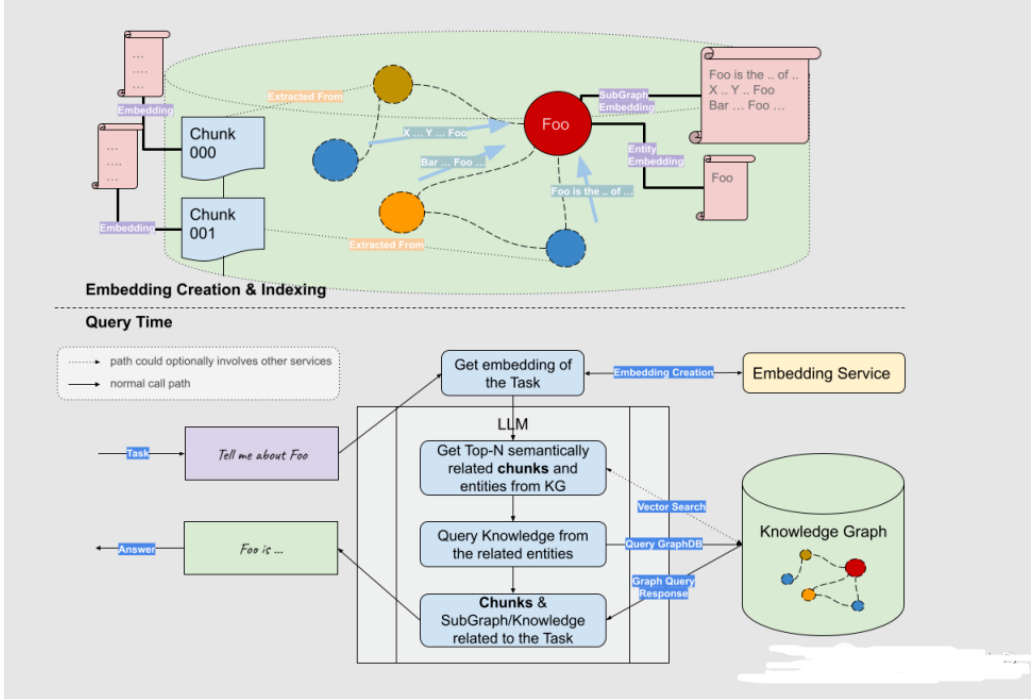 ...
....
...
Embedding
...
....
...
Embedding
Chunk
000
Chunk
001
Extracted From
Extracted From
X ... Y ... Foo
Bar ... Foo ...
Foo is the .. of ...
Foo
SubGraph
Embedding
Entity
Embedding
Foo is the .. of ..
X .. Y .. Foo
Bar ... Foo ...
Foo
Embedding Creation & Indexing
Query Time
path could optionally involves other services
normal call path
Get embedding of
the Task
Embedding Creation
Embedding Service
LLM
Task
Tell me about Foo
Get Top-N semantically
related chunks and
entities from KG
Vector Search
Knowledge Graph
Answer
Foo is ...
Query Knowledge from
the related entities
Query GraphDB
Graph Query
Response
Chunks &
SubGraph/Knowledge
related to the Task